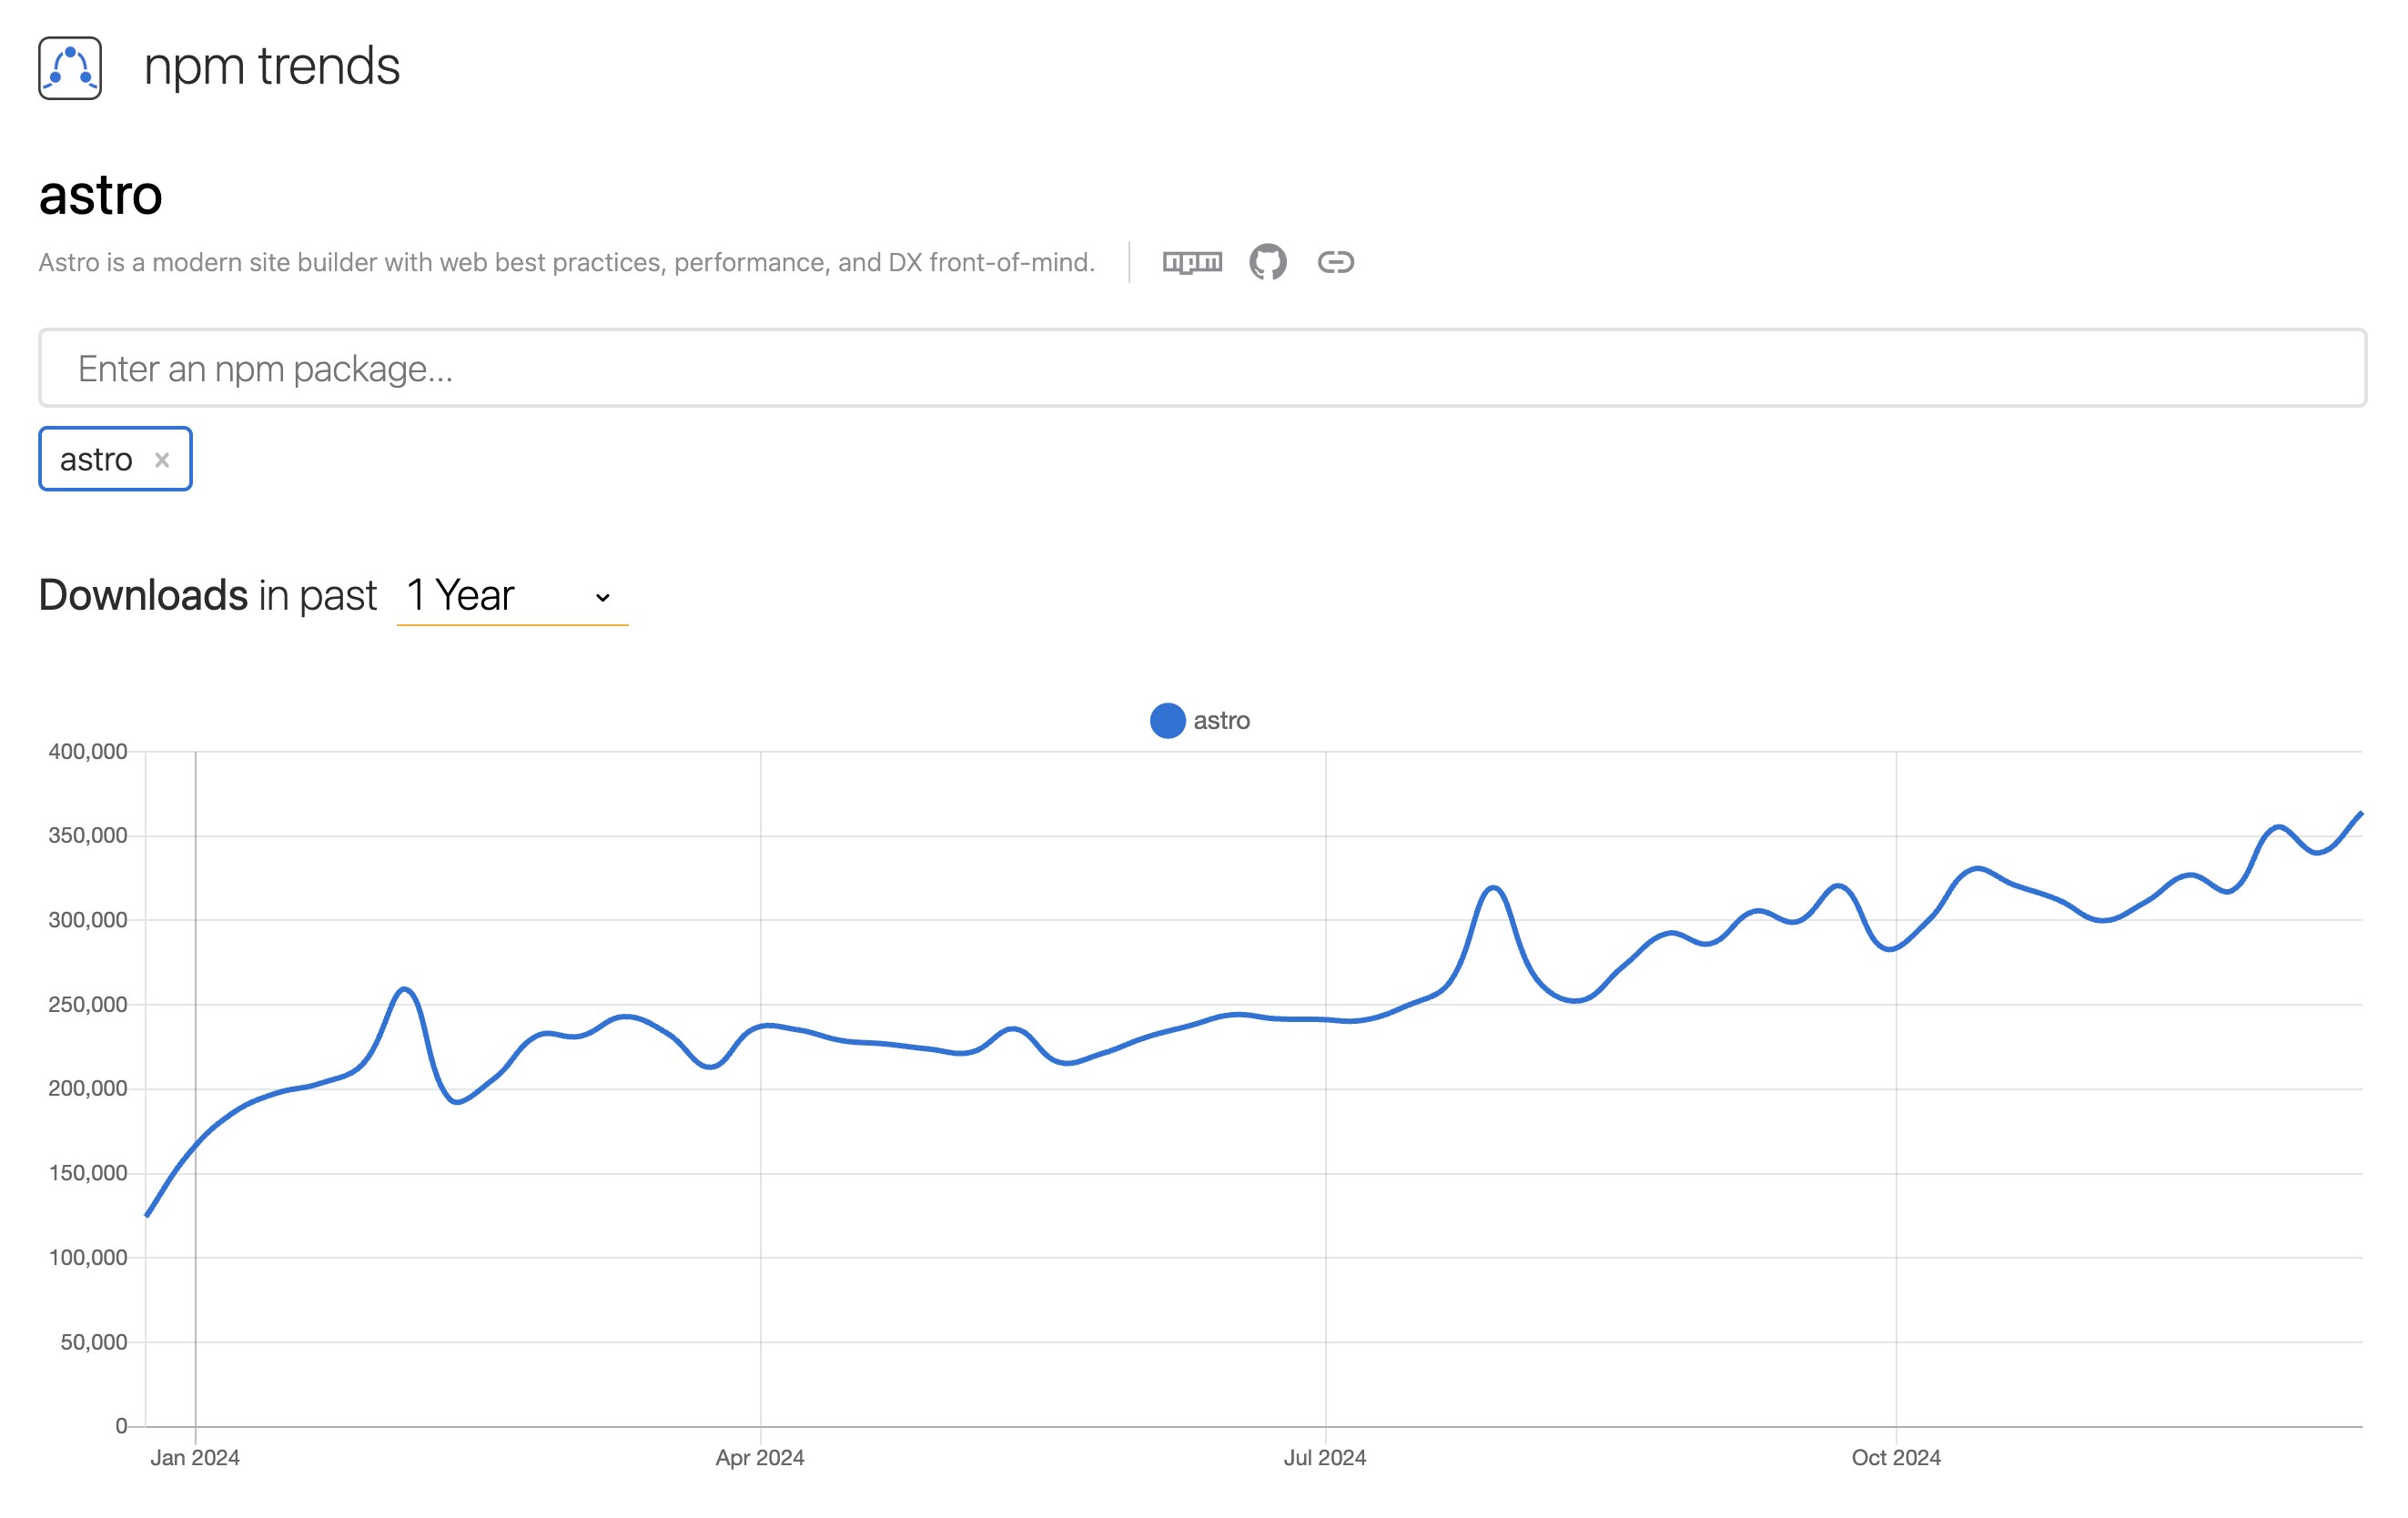 npm trends
astro
Astro is a modern site builder with web best practices, performance, and DX front-of-mind.
npm
Enter an npm package...
astro ×
Downloads in past 1 Year
astro
400,000
350,000
300,000
250,000
200,000
150,000
100,000
50,000
0
Jan 2024 Apr 2024 Jul 2024 Oct 2024